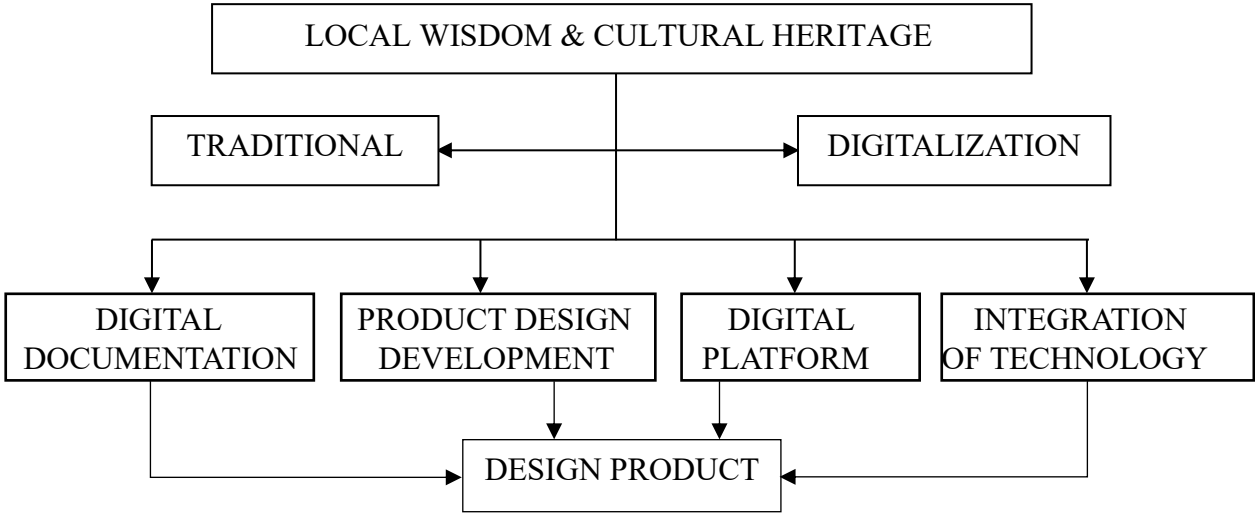 LOCAL WISDOM & CULTURAL HERITAGE
TRADITIONAL
DIGITALIZATION
DIGITAL
DOCUMENTATION
PRODUCT DESIGN
DEVELOPMENT
DIGITAL
PLATFORM
INTEGRATION
OF TECHNOLOGY
DESIGN PRODUCT